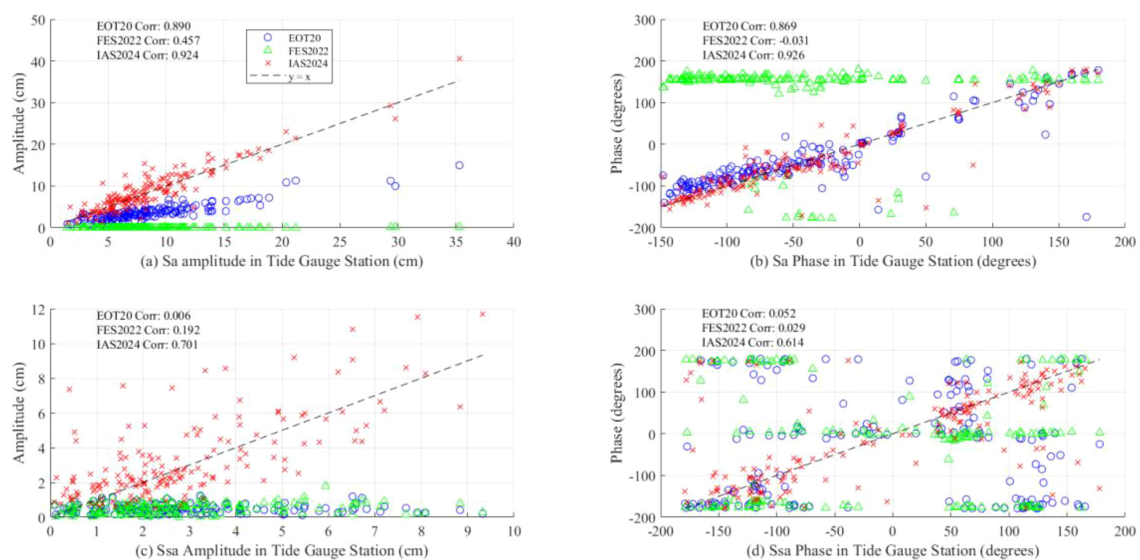 EOT20 Corr: 0.890
FES2022 Corr: 0.457
IAS2024 Corr: 0.924
EOT20
FES2022
IAS2024
y = x
50
40
30
20
10
0
Amplitude (cm)
0 5 10 15 20 25 30 35 40
(a) Sa amplitude in Tide Gauge Station (cm)
EOT20 Corr: 0.869
FES2022 Corr: -0.031
IAS2024 Corr: 0.926
300
200
100
0
-100
-200
Phase (degrees)
-150 -100 -50 0 50 100 150 200
(b) Sa Phase in Tide Gauge Station (degrees)
EOT20 Corr: 0.006
FES2022 Corr: 0.192
IAS2024 Corr: 0.701
12
10
8
6
4
2
0
Amplitude (cm)
0 1 2 3 4 5 6 7 8 9 10
(c) Ssa Amplitude in Tide Gauge Station (cm)
EOT20 Corr: 0.052
FES2022 Corr: 0.029
IAS2024 Corr: 0.614
300
200
100
0
-100
-200
Phase (degrees)
-200 -150 -100 -50 0 50 100 150 200
(d) Ssa Phase in Tide Gauge Station (degrees)